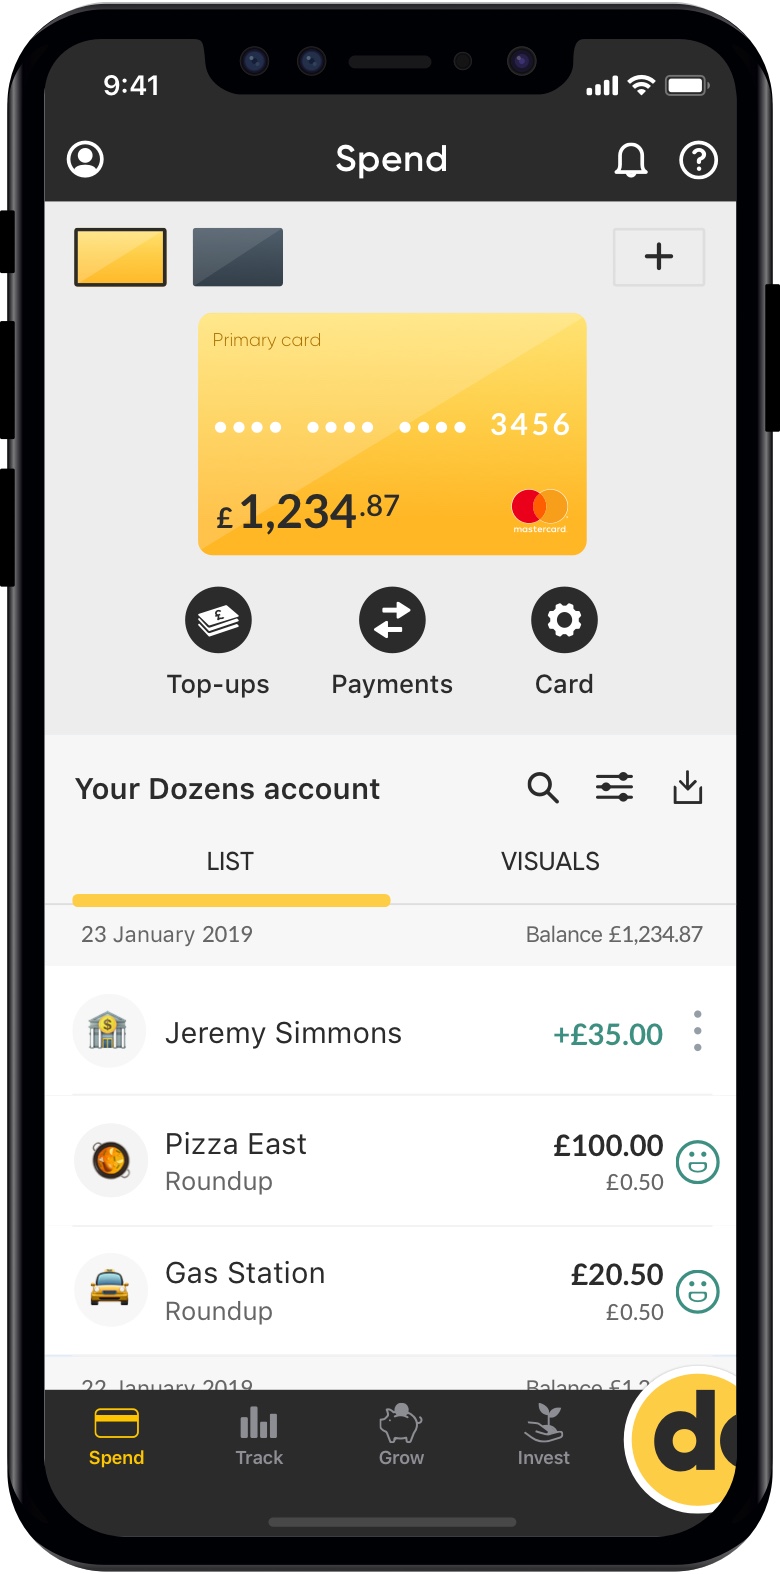 9:41
Spend
Primary card
3456
£1,234.87
mastercard.
Top-ups
Payments
Card
Your Dozens account
LIST
VISUALS
23 January 2019
Balance £1,234.87
Jeremy Simmons
+£35.00
Pizza East
£100.00
Roundup
£0.50
Gas Station
£20.50
Roundup
£0.50
22 January 2019
Balance £1,2
Spend
Track
Grow
Invest
do